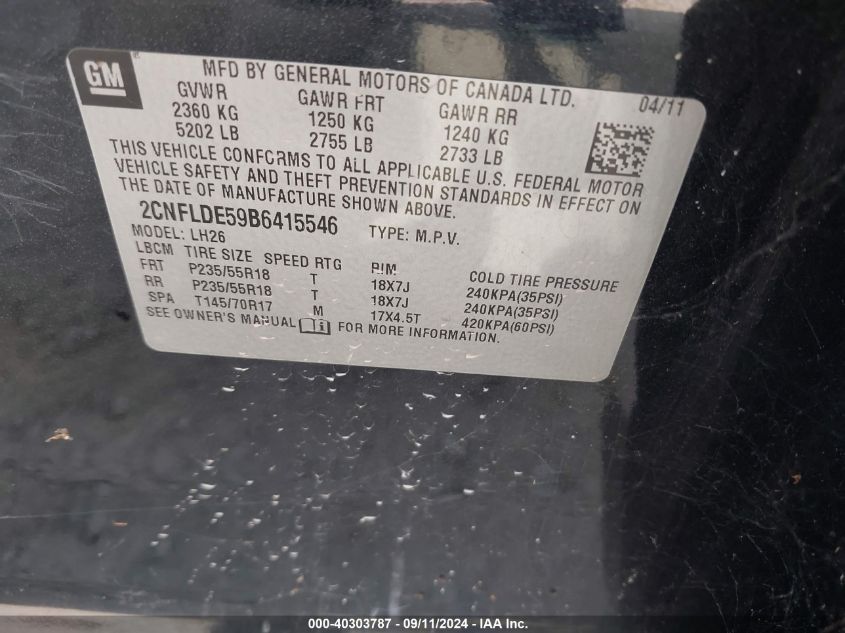 GM
MFD BY GENERAL MOTORS OF CANADA LTD.
04/11
GVWR GAWR FRT GAWR RR
2360 KG 1250 KG 1240 KG
5202 LB 2755 LB 2733 LB
THIS VEHICLE CONFORMS TO ALL APPLICABLE U.S. FEDERAL MOTOR
VEHICLE SAFETY AND THEFT PREVENTION STANDARDS IN EFFECT ON
THE DATE OF MANUFACTURE SHOWN ABOVE.
2CNFLDE59B6415546 TYPE: M.P.V.
MODEL: LH26
LBCM TIRE SIZE SPEED RTG RIM COLD TIRE PRESSURE
FRT P235/55R18 T 18X7J 240KPA(35PSI)
RR P235/55R18 T 18X7J 240KPA(35PSI)
SPA T145/70R17 M 17X4.5T 420KPA(60PSI)
SEE OWNER'S MANUAL FOR MORE INFORMATION.
000-40303787 - 09/11/2024 - IAA Inc.